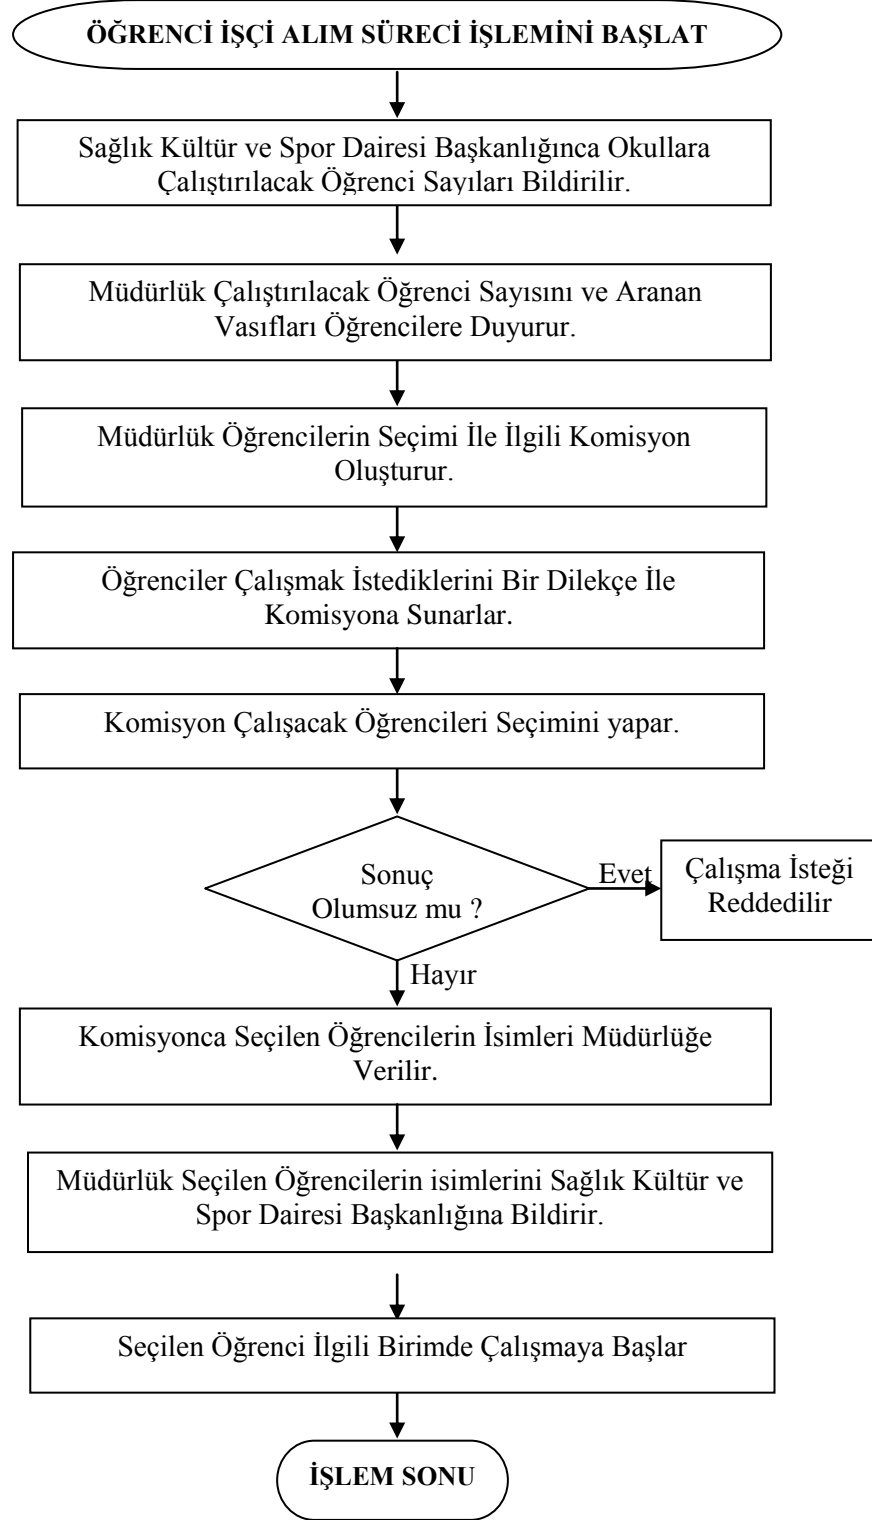 ÖĞRENCİ İŞÇİ ALIM SÜRECİ İŞLEMİNİ BAŞLAT
Sağlık Kültür ve Spor Dairesi Başkanlığınca Okullara
Çalıştırılacak Öğrenci Sayıları Bildirilir.
Müdürlük Çalıştırılacak Öğrenci Sayısını ve Aranan
Vasıfları Öğrencilere Duyurur.
Müdürlük Öğrencilerin Seçimi İle İlgili Komisyon
Oluşturur.
Öğrenciler Çalışmak İstediklerini Bir Dilekçe İle
Komisyona Sunarlar.
Komisyon Çalışacak Öğrencileri Seçimini yapar.
Sonuç
Olumsuz mu ?
Evet
Çalışma İsteği
Reddedilir
Hayır
Komisyonca Seçilen Öğrencilerin İsimleri Müdürlüğe
Verilir.
Müdürlük Seçilen Öğrencilerin isimlerini Sağlık Kültür ve
Spor Dairesi Başkanlığına Bildirir.
Seçilen Öğrenci İlgili Birimde Çalışmaya Başlar
İŞLEM SONU